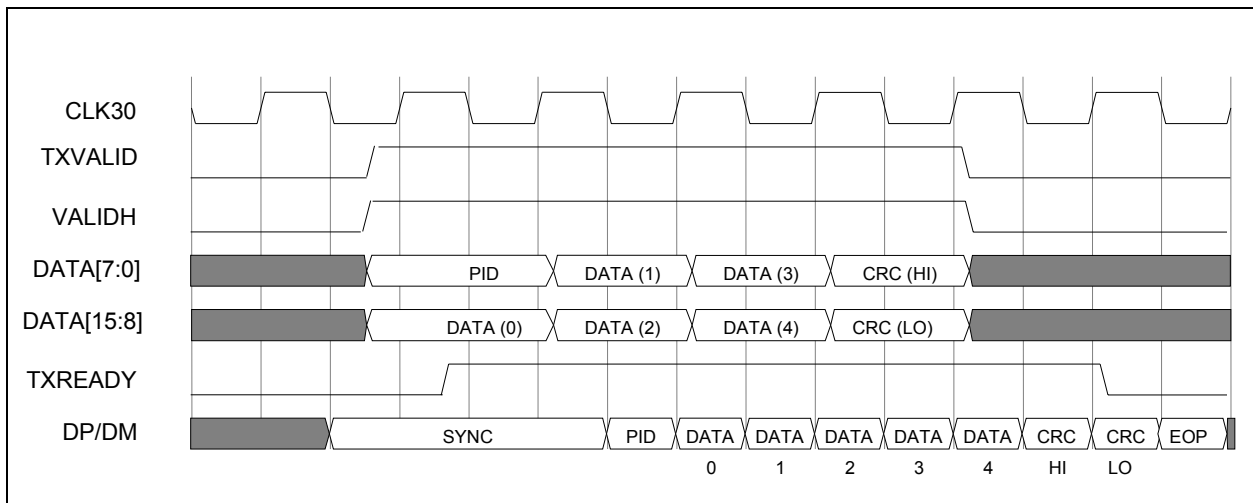 CLK30
TXVALID
VALIDH
DATA[7:0] PID DATA (1) DATA (3) CRC (HI)
DATA[15:8] DATA (0) DATA (2) DATA (4) CRC (LO)
TXREADY
DP/DM SYNC PID DATA DATA DATA DATA DATA CRC CRC EOP
0 1 2 3 4 HI LO